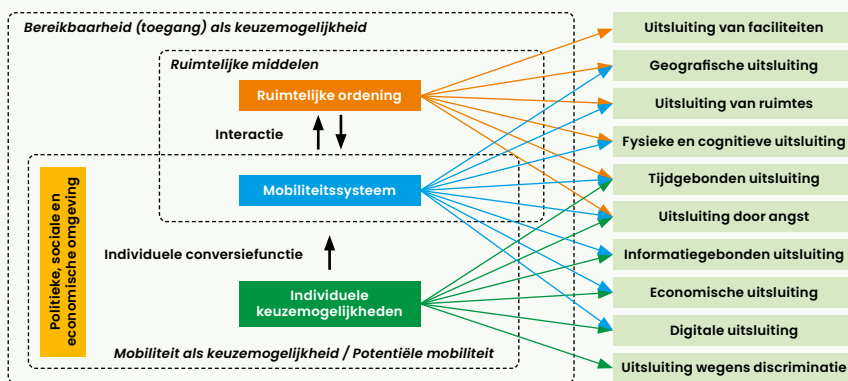 Bereikbaarheid (toegang) als keuzemogelijkheid
Ruimtelijke middelen
Ruimtelijke ordening
Interactie
Mobiliteitssysteem
Politieke, sociale en
economische omgeving
Individuele conversiefunctie
Individuele
keuzemogelijkheden
Mobiliteit als keuzemogelijkheid / Potentiële mobiliteit
Uitsluiting van faciliteiten
Geografische uitsluiting
Uitsluiting van ruimtes
Fysieke en cognitieve uitsluiting
Tijdgebonden uitsluiting
Uitsluiting door angst
Informatiegebonden uitsluiting
Economische uitsluiting
Digitale uitsluiting
Uitsluiting wegens discriminatie